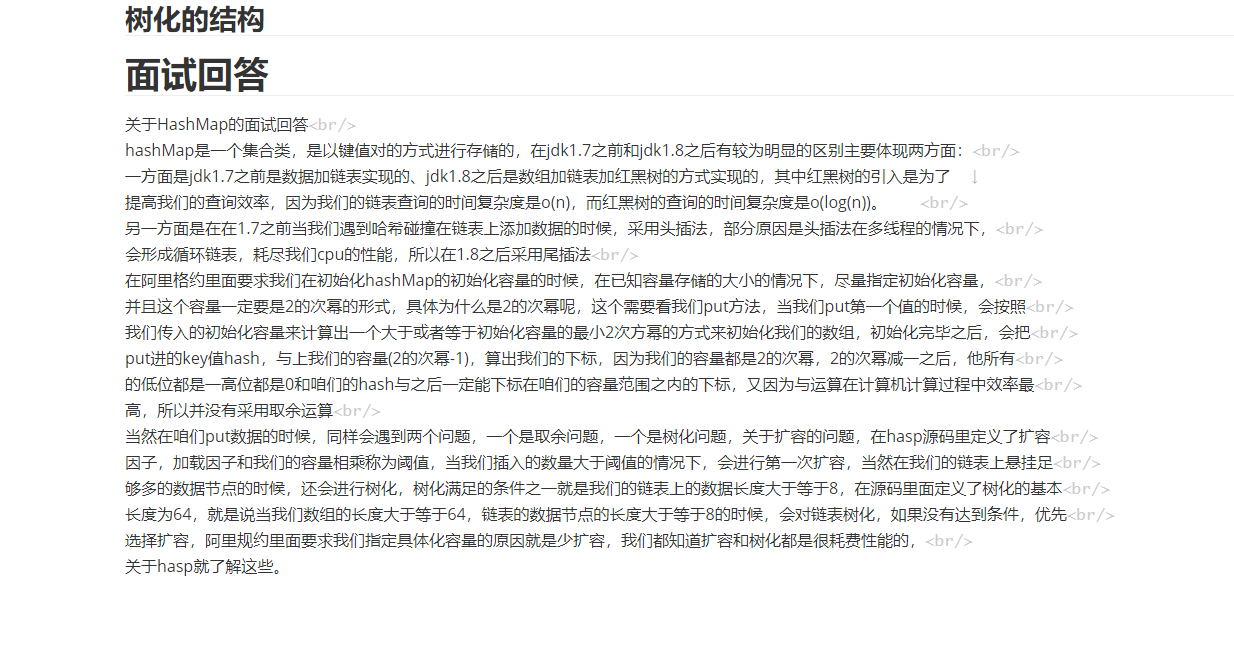 树化的结构
面试回答
关于HashMap的面试回答<br/>
hashMap是一个集合类，是以键值对的方式进行存储的，在jdk1.7之前和jdk1.8之后有较为明显的区别主要体现两方面：<br/>
一方面是jdk1.7之前是数据加链表实现的、jdk1.8之后是数组加链表加红黑树的方式实现的，其中红黑树的引入是为了 ↓
提高我们的查询效率，因为我们的链表查询的时间复杂度是o(n)，而红黑树的查询的时间复杂度是o(log(n))。 <br/>
另一方面是在在1.7之前当我们遇到哈希碰撞在链表上添加数据的时候，采用头插法，部分原因是头插法在多线程的情况下，<br/>
会形成循环链表，耗尽我们cpu的性能，所以在1.8之后采用尾插法<br/>
在阿里格约里面要求我们在初始化hashMap的初始化容量的时候，在已知容量存储的大小的情况下，尽量指定初始化容量，<br/>
并且这个容量一定要是2的次幂的形式，具体为什么是2的次幂呢，这个需要看我们put方法，当我们put第一个值的时候，会按照<br/>
我们传入的初始化容量来计算出一个大于或者等于初始化容量的最小2次方幂的方式来初始化我们的数组，初始化完毕之后，会把<br/>
put进的key值hash，与上我们的容量(2的次幂-1)，算出我们的下标，因为我们的容量都是2的次幂，2的次幂减一之后，他所有<br/>
的低位都是一高位都是0和咱们的hash与之后一定能下标在咱们的容量范围之内的下标，又因为与运算在计算机计算过程中效率最<br/>
高，所以并没有采用取余运算<br/>
当然在咱们put数据的时候，同样会遇到两个问题，一个是取余问题，一个是树化问题，关于扩容的问题，在hasp源码里定义了扩容<br/>
因子，加载因子和我们的容量相乘称为阈值，当我们插入的数量大于阈值的情况下，会进行第一次扩容，当然在我们的链表上悬挂足<br/>
够多的数据节点的时候，还会进行树化，树化满足的条件之一就是我们的链表上的数据长度大于等于8，在源码里面定义了树化的基本<br/>
长度为64，就是说当我们数组的长度大于等于64，链表的数据节点的长度大于等于8的时候，会对链表树化，如果没有达到条件，优先<br/>
选择扩容，阿里规约里面要求我们指定具体化容量的原因就是少扩容，我们都知道扩容和树化都是很耗费性能的，<br/>
关于hasp就了解这些。